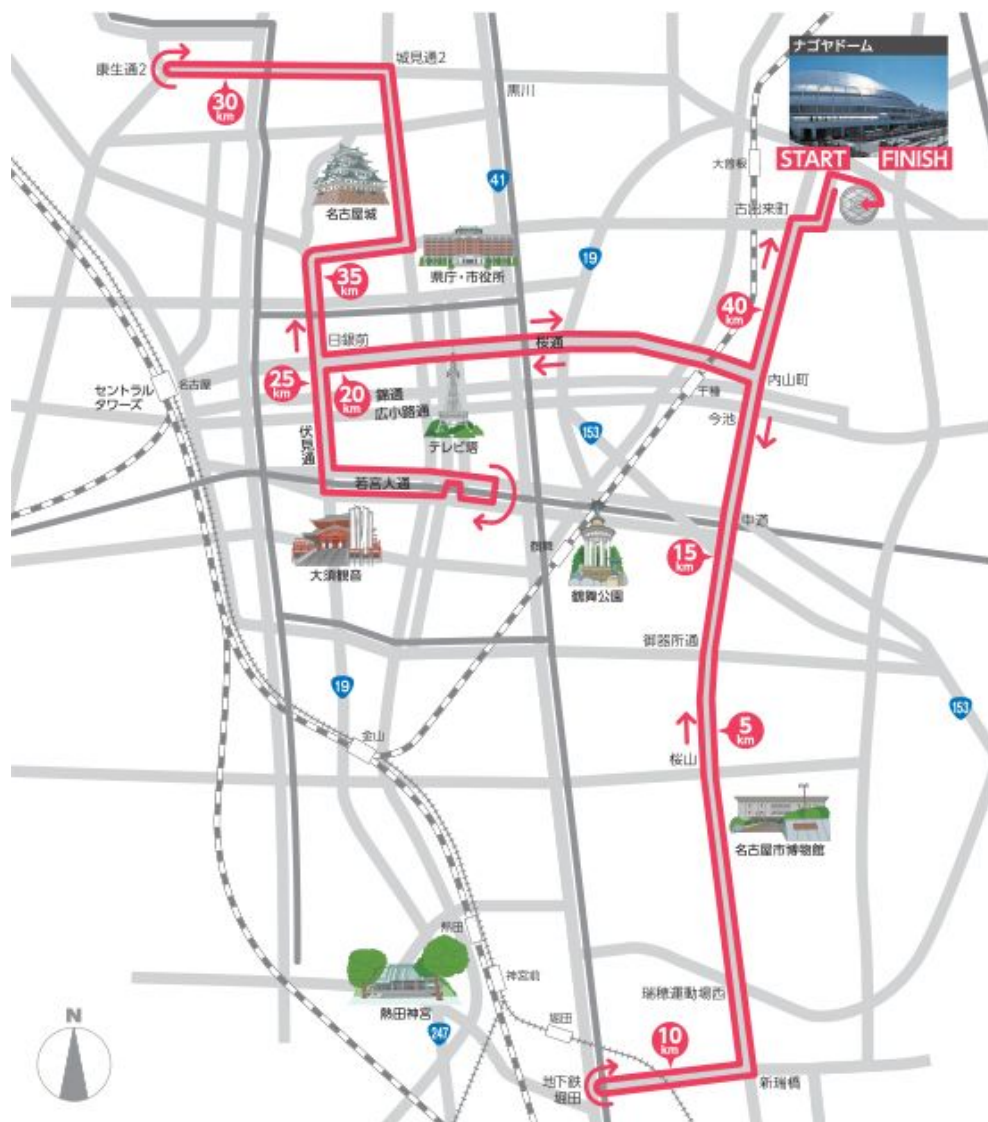 ナゴヤドーム
START
FINISH
康生通2
城見通2
黒川
30
km
名古屋城
41
大曽根
古出来町
県庁・市役所
19
35
km
40
km
日銀前
桜通
セントラル
タワーズ
名古屋
25
km
20
km
錦通
広小路通
千種
内山町
今池
伏見通
テレビ塔
153
若宮大通
大須観音
鶴舞
鶴舞公園
中道
15
km
御器所通
19
153
金山
5
km
桜山
名古屋市博物館
熱田
神宮前
熱田神宮
瑞穂運動場西
N
247
堀田
10
km
地下鉄
堀田
新瑞橋